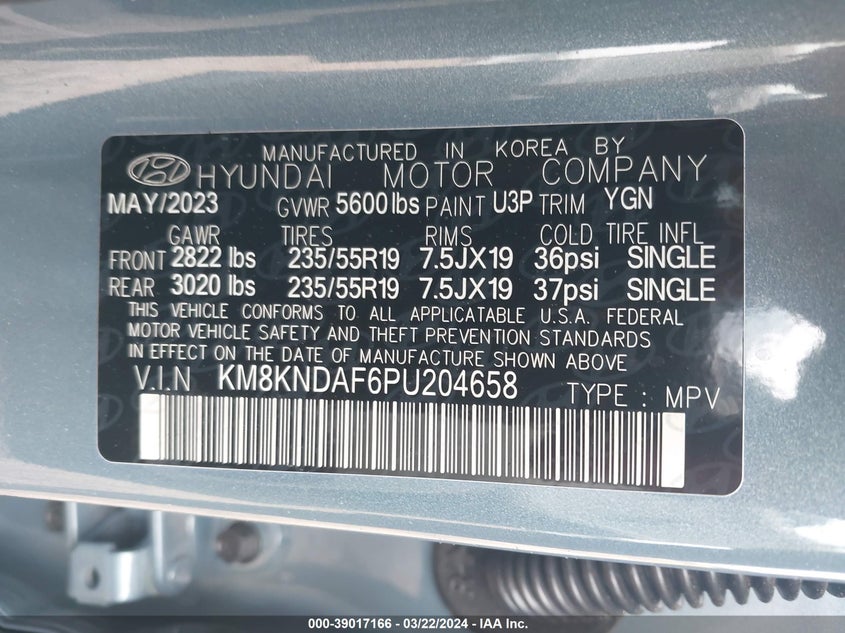 MANUFACTURED IN KOREA BY
HYUNDAI MOTOR COMPANY
MAY/2023 GVWR 5600 lbs PAINT U3P TRIM YGN
GAWR TIRES RIMS COLD TIRE INFL
FRONT 2822 lbs 235/55R19 7.5JX19 36psi SINGLE
REAR 3020 lbs 235/55R19 7.5JX19 37psi SINGLE
THIS VEHICLE CONFORMS TO ALL APPLICATABLE U.S.A. FEDERAL
MOTOR VEHICLE SAFETY AND THEFT PREVENTION STANDARDS
IN EFFECT ON THE DATE OF MANUFACTURE SHOWN ABOVE
V.I.N KM8KNDAF6PU204658 TYPE : MPV
000-39017166 - 03/22/2024 - IAA Inc.